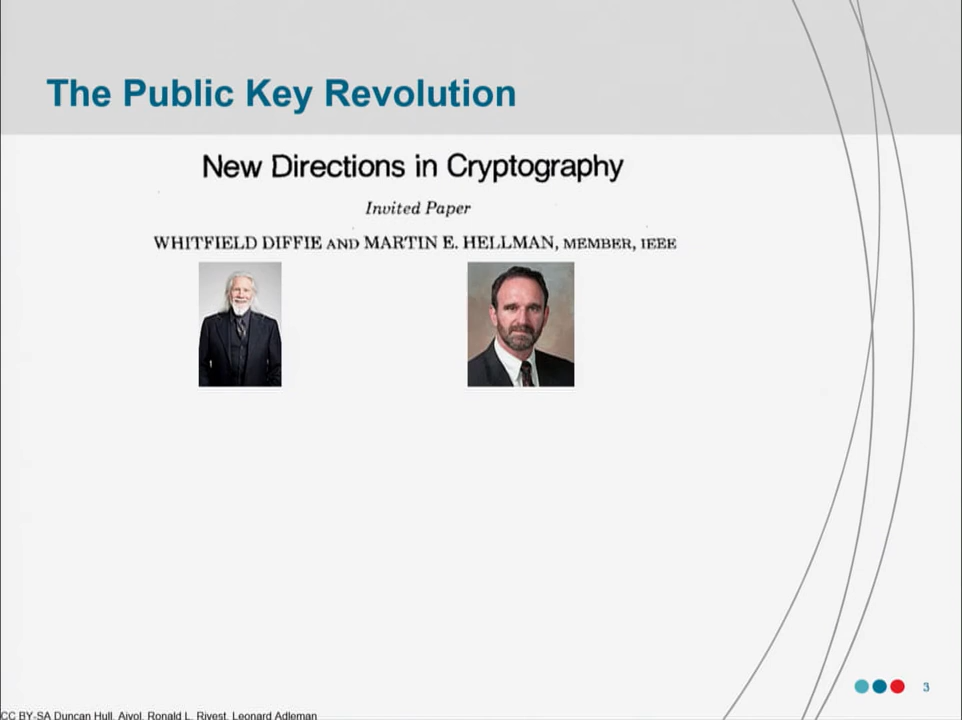 The Public Key Revolution
New Directions in Cryptography
Invited Paper
WHITFIELD DIFFIE AND MARTIN E. HELLMAN, MEMBER, IEEE
3
CC BY-SA Duncan Hull, Aivol, Ronald L. Rivest, Leonard Adleman